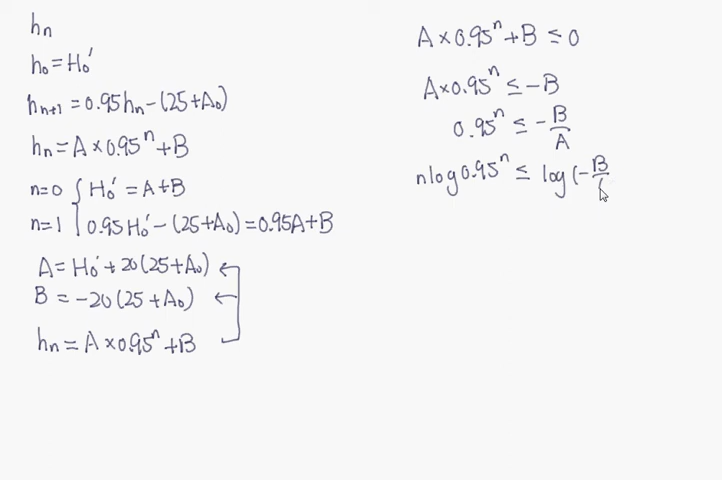 hn
h₀=H₀'
hₙ₊₁=0.95hₙ-(25+A₀)
hₙ=A×0.95ⁿ+B
n=0 { H₀'=A+B
n=1 { 0.95H₀'-(25+A₀)=0.95A+B
A=H₀'+20(25+A₀)
B=-20(25+A₀)
hₙ=A×0.95ⁿ+B
A×0.95ⁿ+B≤0
A×0.95ⁿ≤-B
0.95ⁿ≤-B/A
nlog0.95ⁿ≤log(-B/